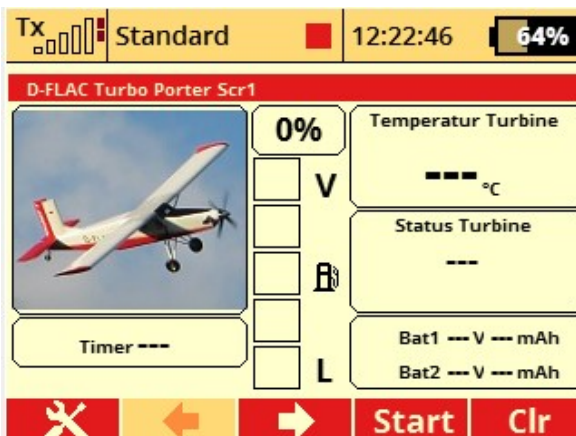 Tx Standard 12:22:46 64%
D-FLAC Turbo Porter Scr1
0%
V
L
Timer ---
Temperatur Turbine
--- °C
Status Turbine
---
Bat1 --- V --- mAh
Bat2 --- V --- mAh
Start Clr